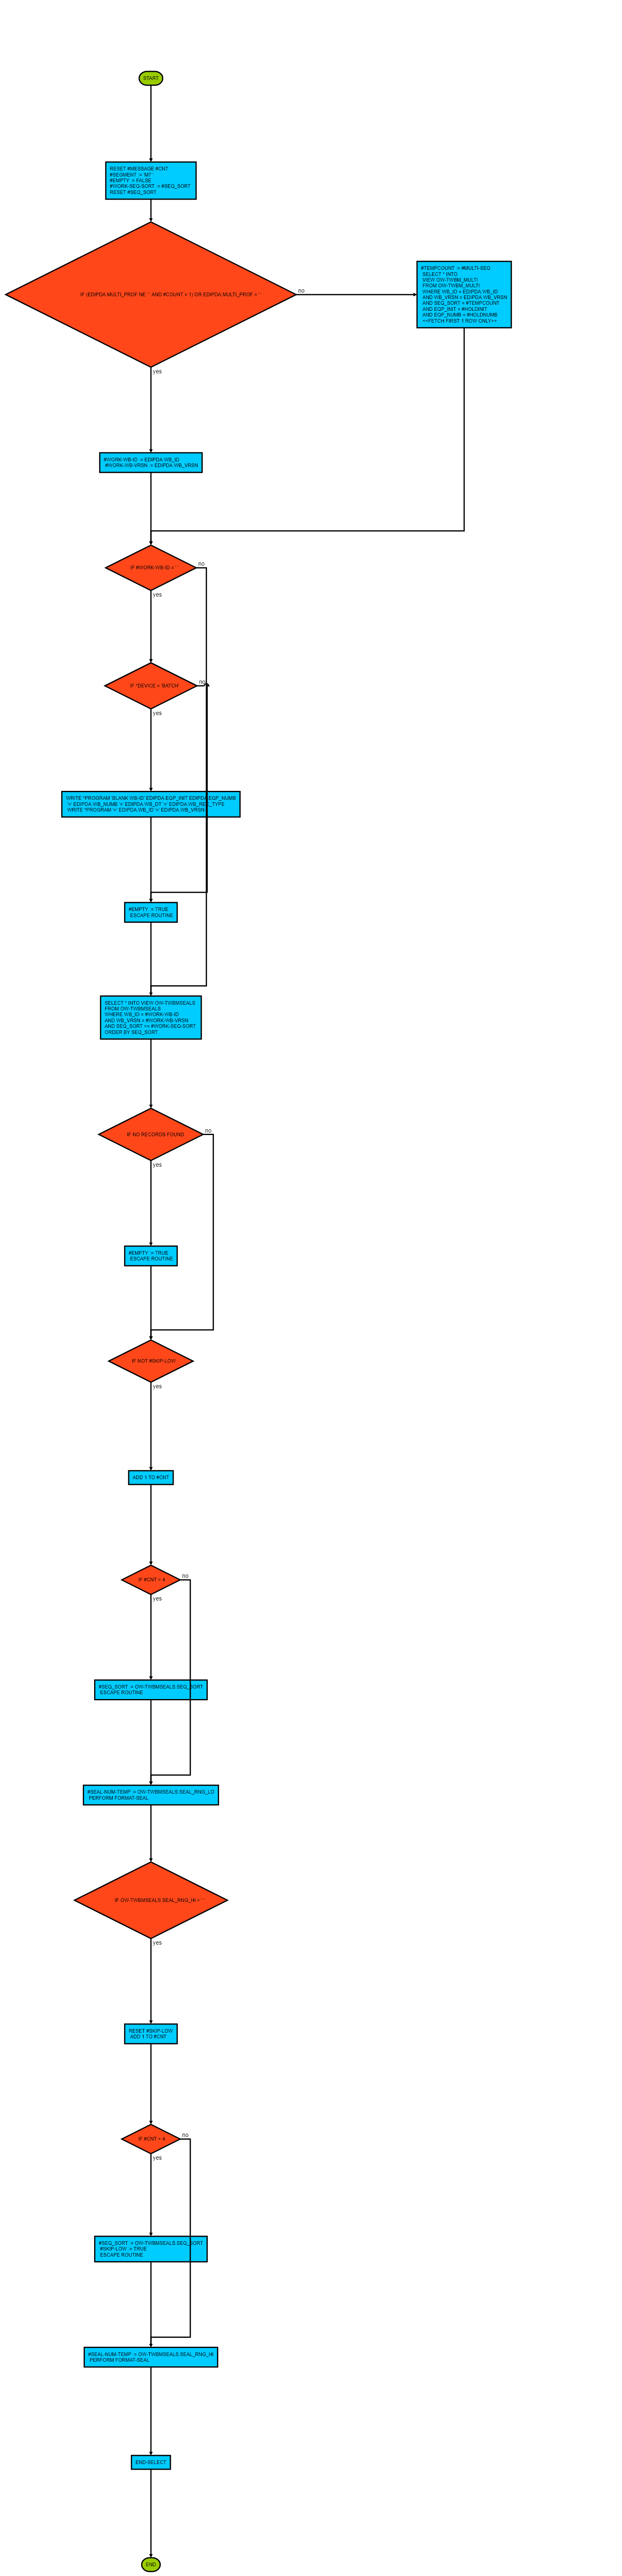 START
RESET #MESSAGE #CNT
#SEGMENT := 'M7'
#EMPTY := FALSE
#WORK-SEQ-SORT := #SEQ_SORT
RESET #SEQ_SORT
IF (EDIPDA.MULTI_PROF NE ' ' AND #COUNT = 1) OR EDIPDA.MULTI_PROF = ' '
no
#TEMPCOUNT := #MULTI-SEQ
SELECT * INTO
VIEW OW-TWBM_MULTI
FROM OW-TWBM_MULTI
WHERE WB_ID = EDIPDA.WB_ID
AND WB_VRSN = EDIPDA.WB_VRSN
AND SEQ_SORT = #TEMPCOUNT
AND EQP_INIT = #HOLDINIT
AND EQP_NUMB = #HOLDNUMB
<<FETCH FIRST 1 ROW ONLY>>
yes
#WORK-WB-ID := EDIPDA.WB_ID
#WORK-WB-VRSN := EDIPDA.WB_VRSN
IF #WORK-WB-ID = ' '
no
yes
IF *DEVICE = 'BATCH'
no
yes
WRITE *PROGRAM 'BLANK WB-ID' EDIPDA.EQP_INIT EDIPDA.EQP_NUMB
'=' EDIPDA.WB_NUMB '=' EDIPDA.WB_DT '=' EDIPDA.WB_REC_TYPE
WRITE *PROGRAM '=' EDIPDA.WB_ID '=' EDIPDA.WB_VRSN
#EMPTY := TRUE
ESCAPE ROUTINE
SELECT * INTO VIEW OW-TWBMSEALS
FROM OW-TWBMSEALS
WHERE WB_ID = #WORK-WB-ID
AND WB_VRSN = #WORK-WB-VRSN
AND SEQ_SORT >= #WORK-SEQ-SORT
ORDER BY SEQ_SORT
IF NO RECORDS FOUND
no
yes
#EMPTY := TRUE
ESCAPE ROUTINE
IF NOT #SKIP-LOW
yes
ADD 1 TO #CNT
IF #CNT > 4
no
yes
#SEQ_SORT := OW-TWBMSEALS.SEQ_SORT
ESCAPE ROUTINE
#SEAL-NUM-TEMP := OW-TWBMSEALS.SEAL_RNG_LO
PERFORM FORMAT-SEAL
IF OW-TWBMSEALS.SEAL_RNG_HI = ' '
yes
RESET #SKIP-LOW
ADD 1 TO #CNT
IF #CNT > 4
no
yes
#SEQ_SORT := OW-TWBMSEALS.SEQ_SORT
#SKIP-LOW := TRUE
ESCAPE ROUTINE
#SEAL-NUM-TEMP := OW-TWBMSEALS.SEAL_RNG_HI
PERFORM FORMAT-SEAL
END-SELECT
END